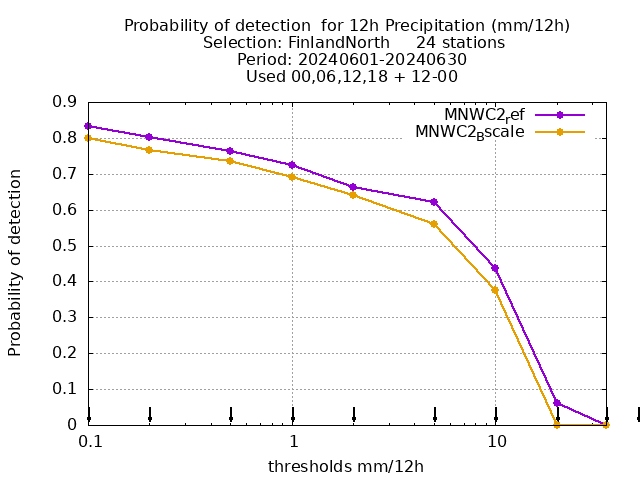 Probability of detection  for 12h Precipitation (mm/12h)
Selection: FinlandNorth     24 stations
Period: 20240601-20240630
Used 00,06,12,18 + 12-00
MNWC2ref
MNWC2Bscale
Probability of detection
0.9
0.8
0.7
0.6
0.5
0.4
0.3
0.2
0.1
0
0.1
1
10
thresholds mm/12h